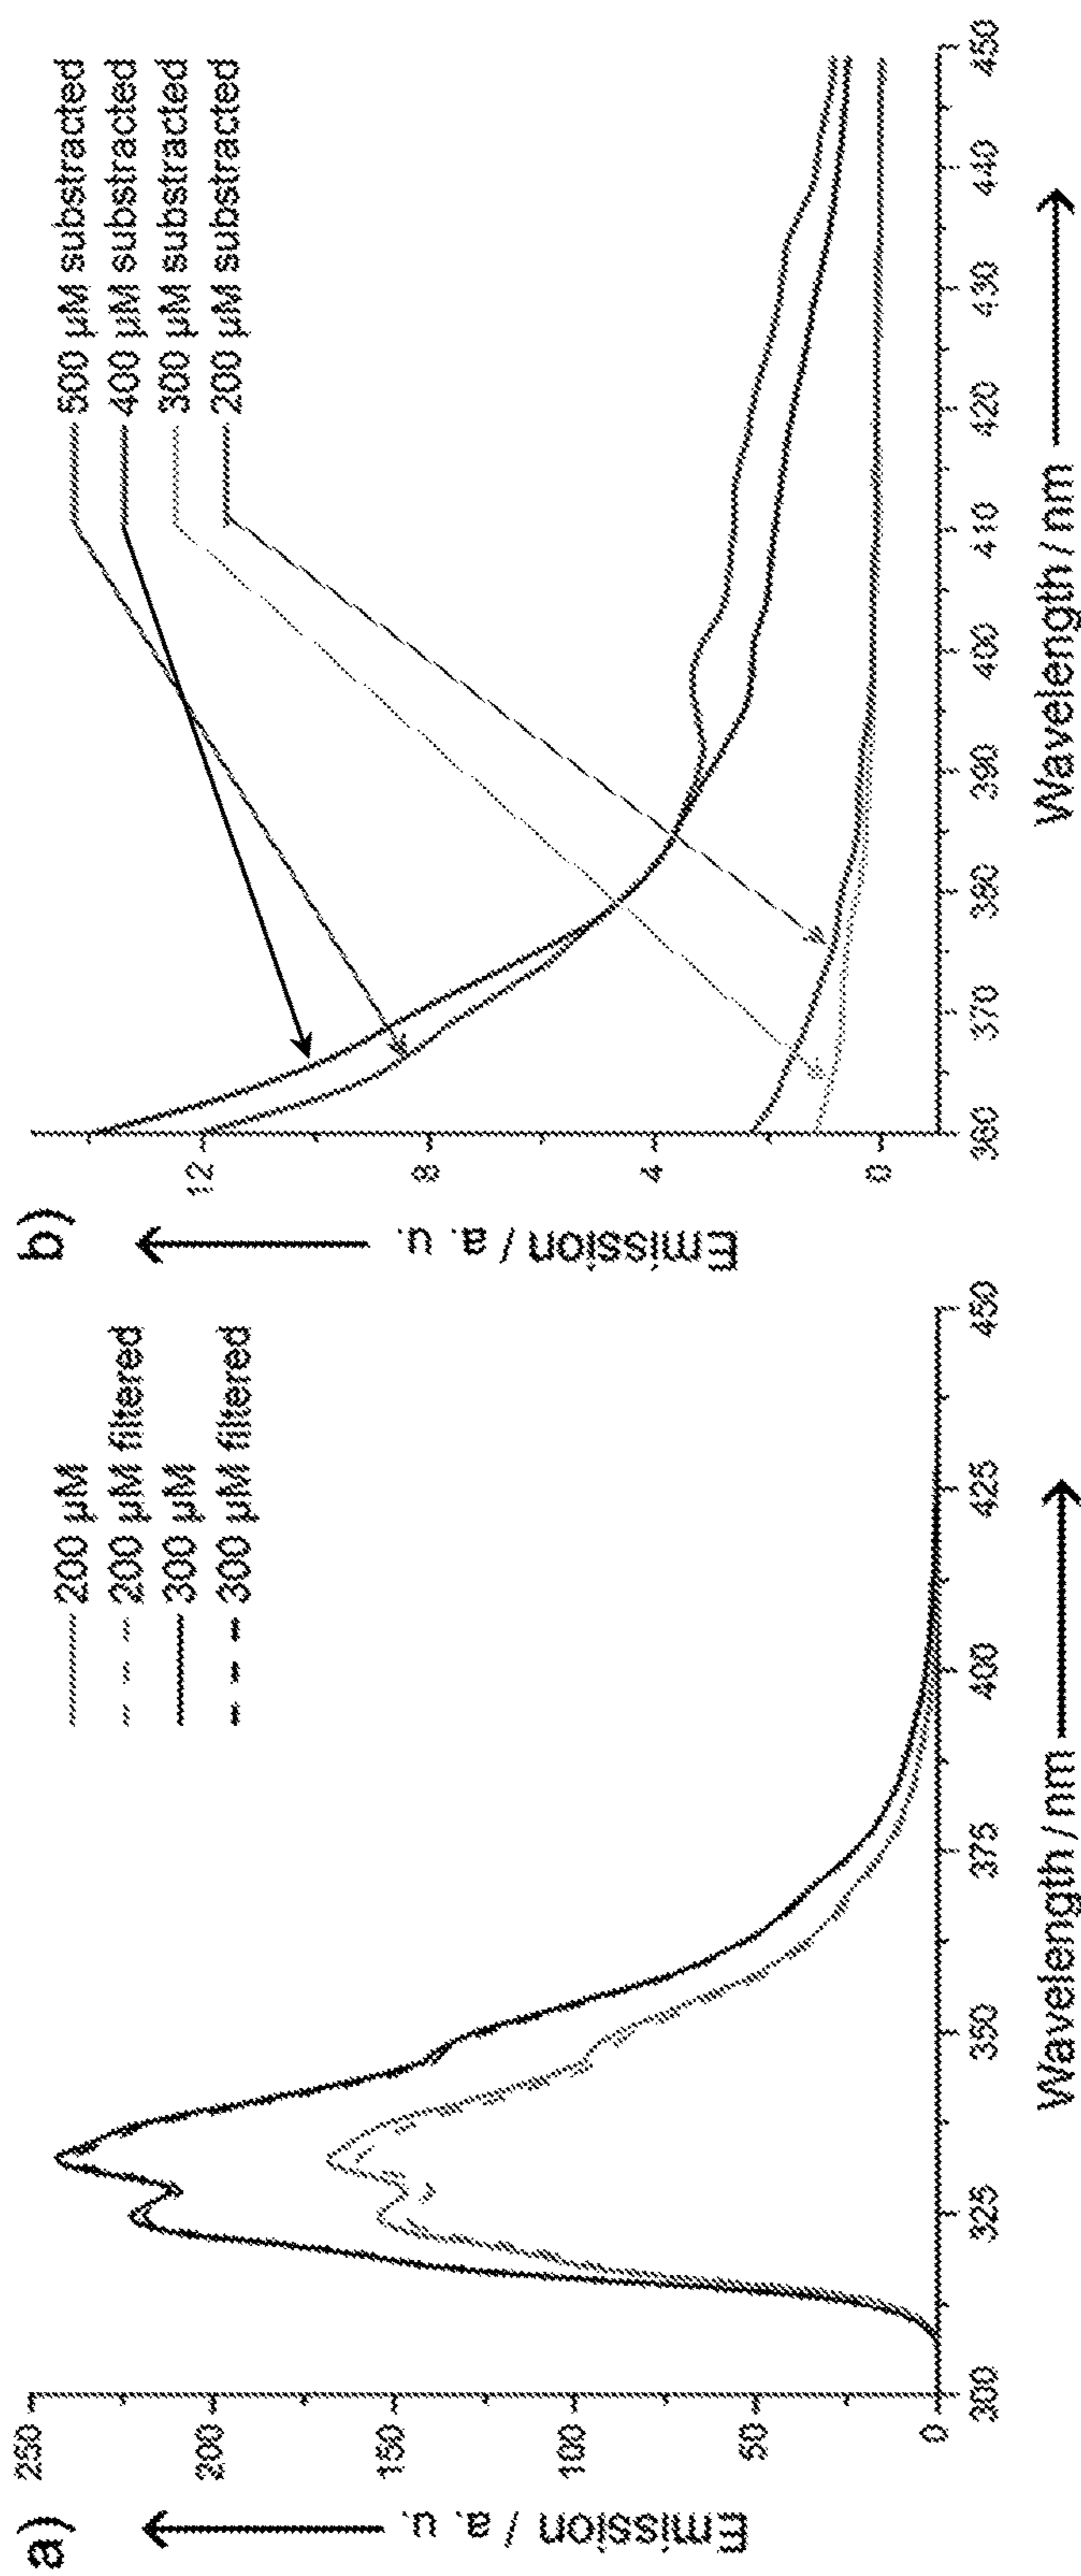 a)
Emission / a. u.
250
200
150
100
50
0
300
325
350
375
400
425
450
Wavelength / nm
200 µM
200 µM filtered
300 µM
300 µM filtered
b)
Emission / a. u.
12
8
4
0
360
370
380
390
400
410
420
430
440
450
Wavelength / nm
500 µM substracted
400 µM substracted
300 µM substracted
200 µM substracted